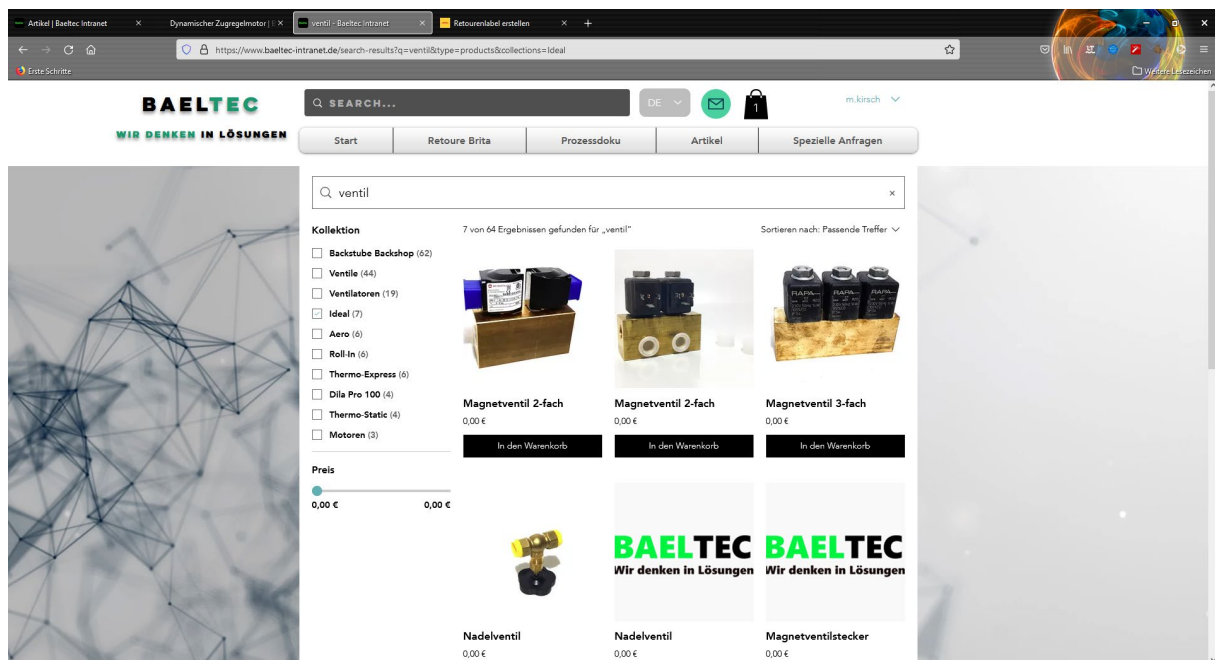 Artikel | Baeltec Intranet
Dynamischer Zugregelmotor |
ventil - Baeltec Intranet
Retourenlabel erstellen
https://www.baeltec-intranet.de/search-results?q=ventil&type=products&collections=Ideal
Erste Schritte
Weitere Lesezeichen
BAELTEC
WIR DENKEN IN LÖSUNGEN
SEARCH...
DE
1
m.kirsch
Start
Retoure Brita
Prozessdoku
Artikel
Spezielle Anfragen
ventil
Kollektion
Backstube Backshop (62)
Ventile (44)
Ventilatoren (19)
Ideal (7)
Aero (6)
Roll-In (6)
Thermo-Express (6)
Dila Pro 100 (4)
Thermo-Static (4)
Motoren (3)
Preis
0,00 €
0,00 €
7 von 64 Ergebnissen gefunden für „ventil“
Sortieren nach: Passende Treffer
RAPA
RAPA
RAPA
Magnetventil 2-fach
0,00 €
In den Warenkorb
Magnetventil 2-fach
0,00 €
In den Warenkorb
Magnetventil 3-fach
0,00 €
In den Warenkorb
Nadelventil
0,00 €
BAELTEC
Wir denken in Lösungen
Nadelventil
0,00 €
BAELTEC
Wir denken in Lösungen
Magnetventilstecker
0,00 €